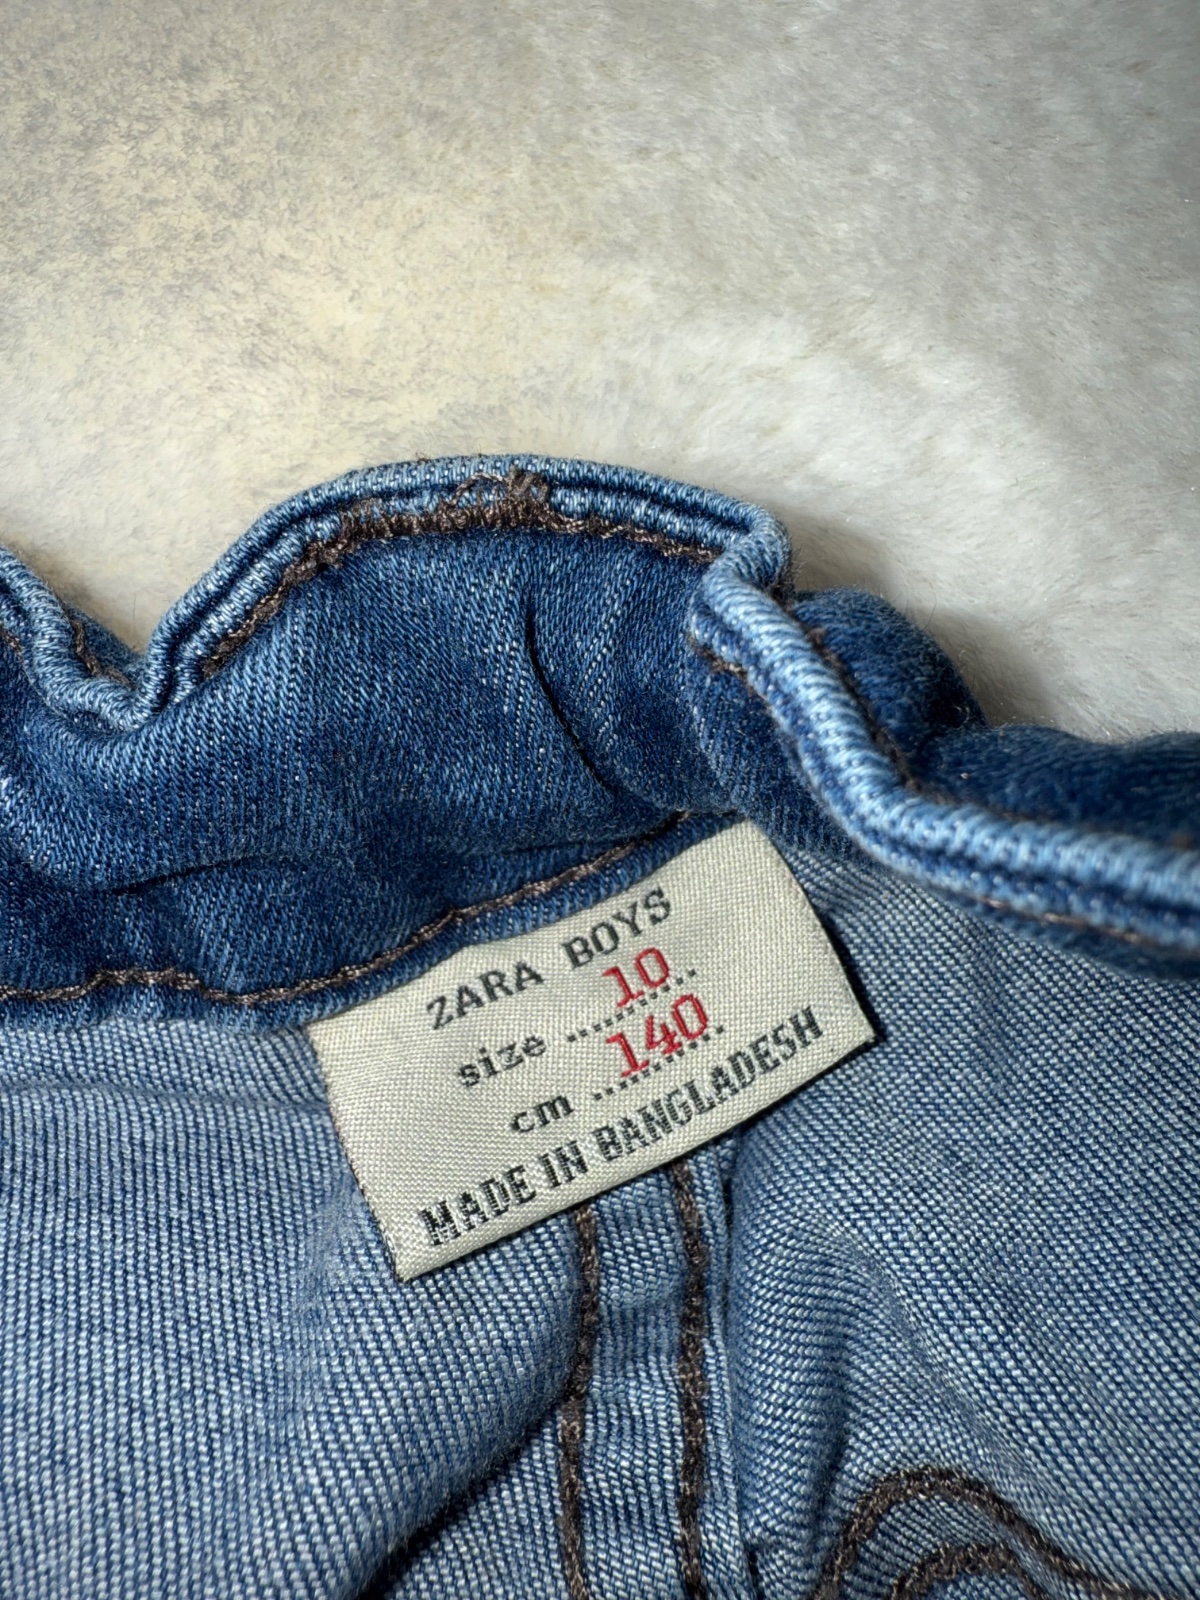 ZARA BOYS
size ........10..
cm ........140.
MADE IN BANGLADESH